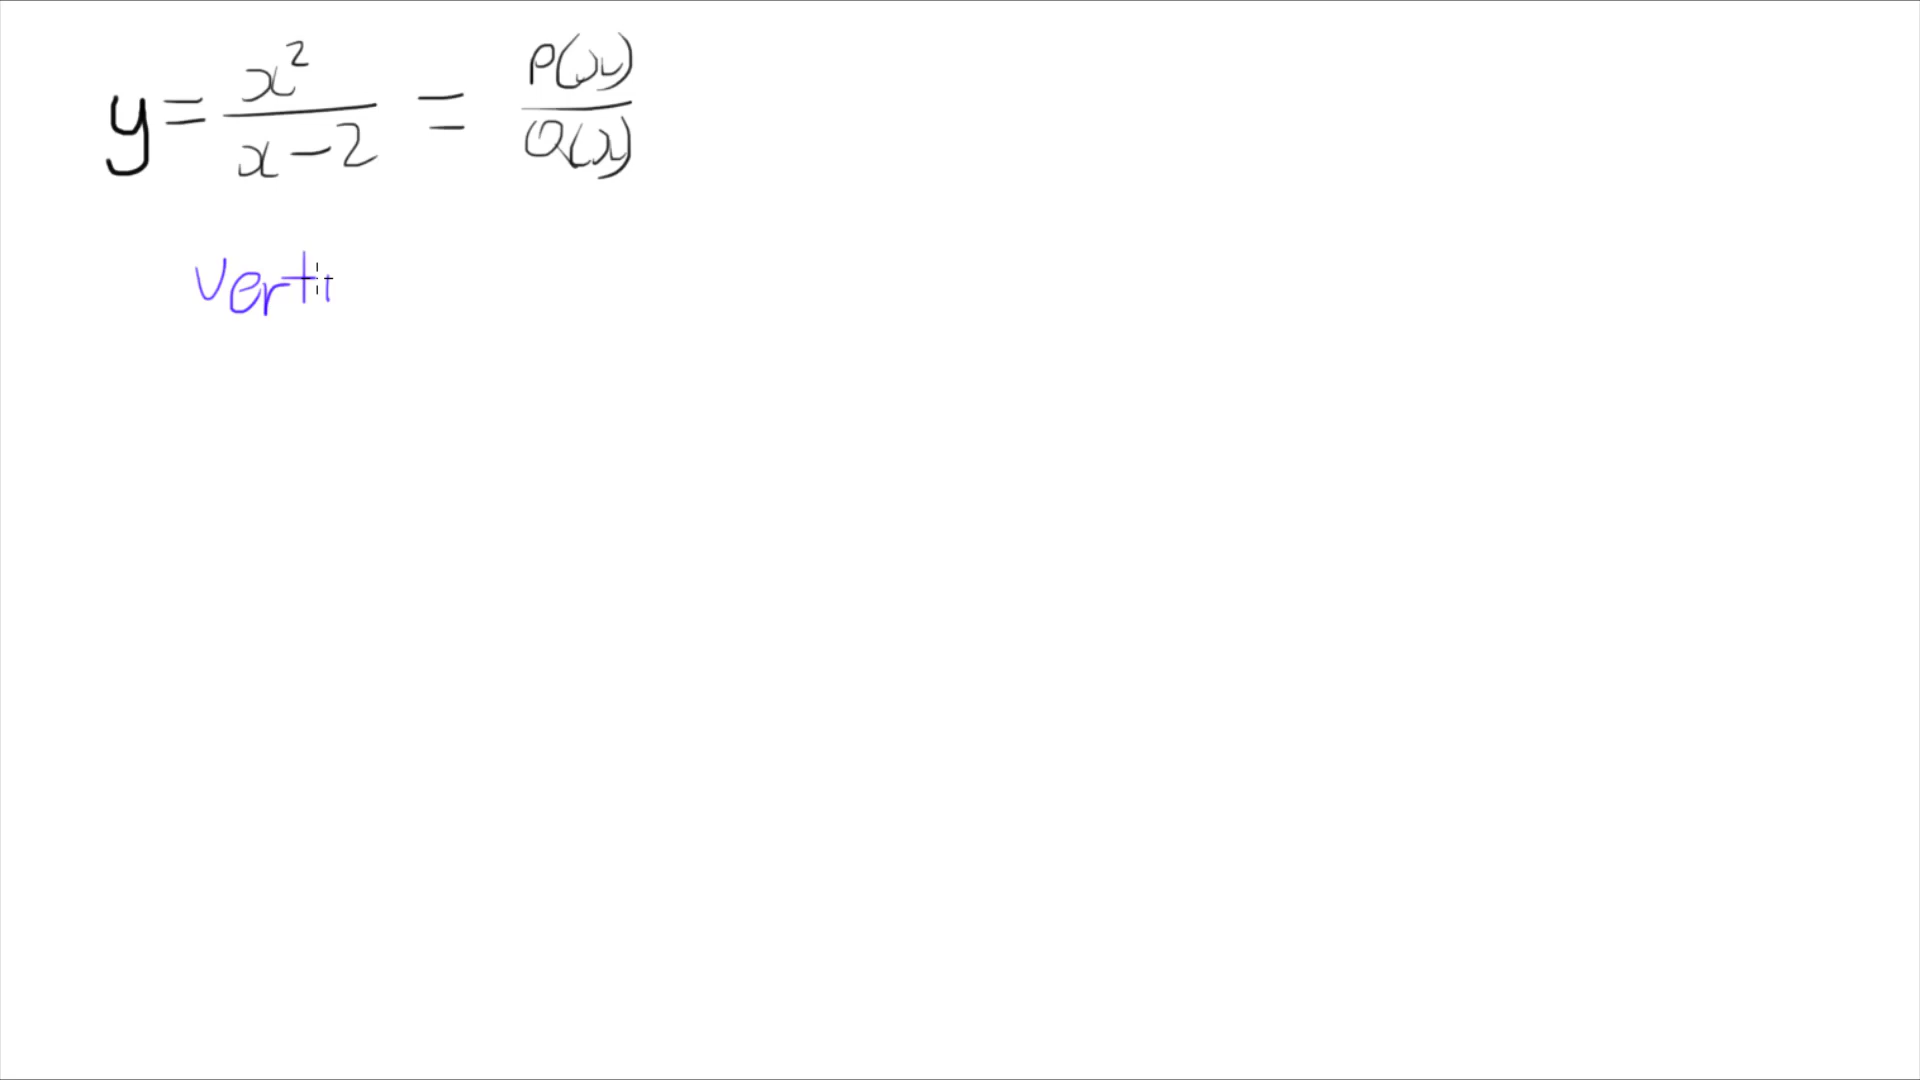 y = x²/(x-2) = P(x)/Q(x)
verti